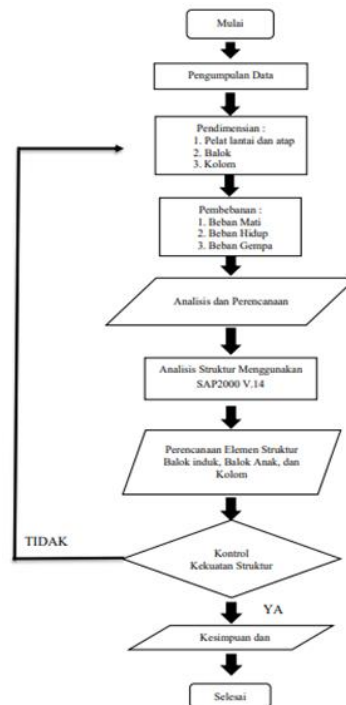 Mulai
Pengumpulan Data
Pendimensian :
1. Pelat lantai dan atap
2. Balok
3. Kolom
Pembebanan :
1. Beban Mati
2. Beban Hidup
3. Beban Gempa
Analisis dan Perencanaan
Analisis Struktur Menggunakan
SAP2000 V.14
Perencanaan Elemen Struktur
Balok induk, Balok Anak, dan
Kolom
TIDAK
Kontrol
Kekuatan Struktur
YA
Kesimpuan dan
Selesai